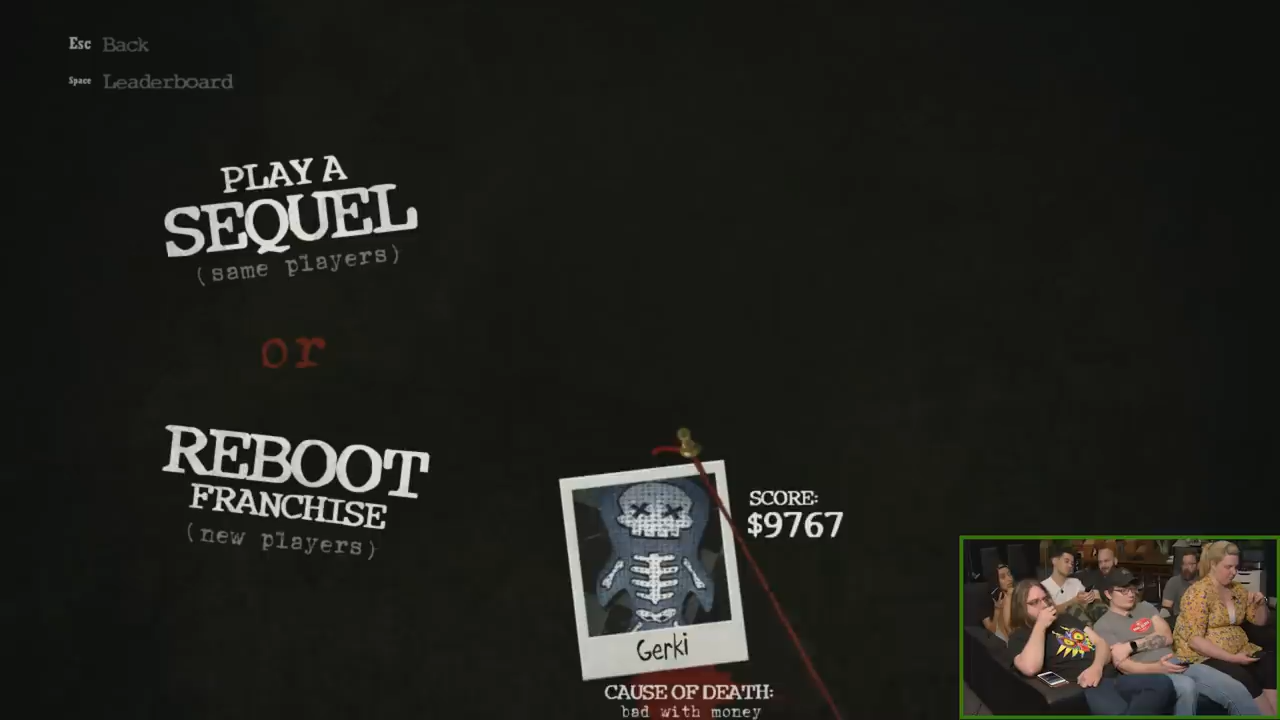 Esc Back
Space Leaderboard
PLAY A
SEQUEL
(same players)
or
REBOOT
FRANCHISE
(new players)
SCORE:
$9767
Gerki
CAUSE OF DEATH:
bad with money